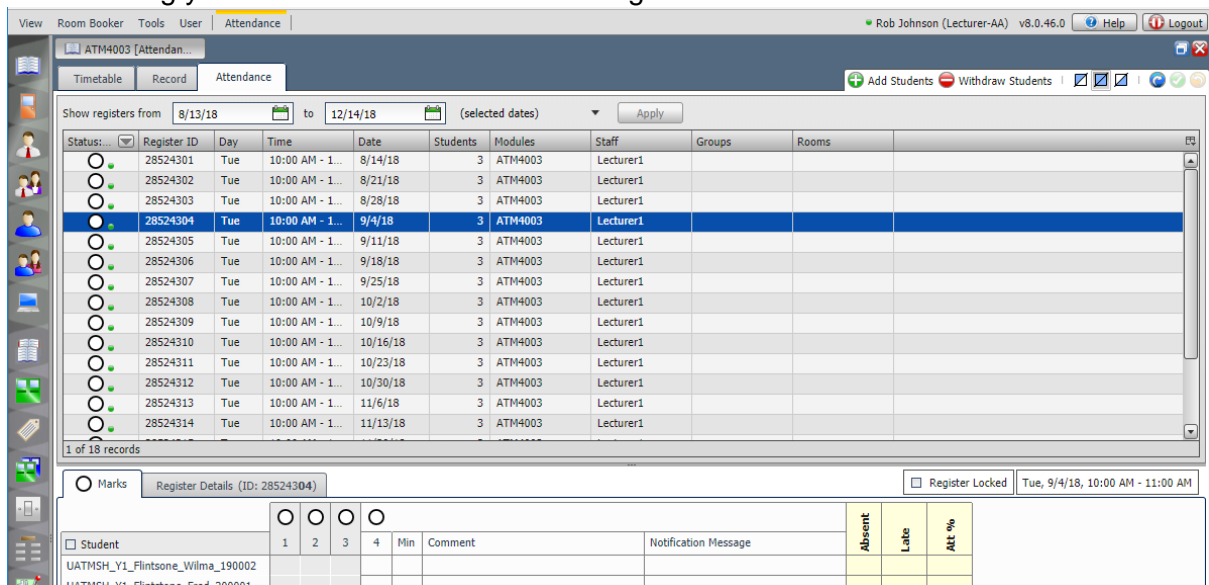 View Room Booker Tools User Attendance Rob Johnson (Lecturer-AA) v8.0.46.0 Help Logout
ATM4003 [Attendan...
Timetable Record Attendance Add Students Withdraw Students
Show registers from 8/13/18 to 12/14/18 (selected dates) Apply
Status:... Register ID Day Time Date Students Modules Staff Groups Rooms
28524301 Tue 10:00 AM - 1... 8/14/18 3 ATM4003 Lecturer1
28524302 Tue 10:00 AM - 1... 8/21/18 3 ATM4003 Lecturer1
28524303 Tue 10:00 AM - 1... 8/28/18 3 ATM4003 Lecturer1
28524304 Tue 10:00 AM - 1... 9/4/18 3 ATM4003 Lecturer1
28524305 Tue 10:00 AM - 1... 9/11/18 3 ATM4003 Lecturer1
28524306 Tue 10:00 AM - 1... 9/18/18 3 ATM4003 Lecturer1
28524307 Tue 10:00 AM - 1... 9/25/18 3 ATM4003 Lecturer1
28524308 Tue 10:00 AM - 1... 10/2/18 3 ATM4003 Lecturer1
28524309 Tue 10:00 AM - 1... 10/9/18 3 ATM4003 Lecturer1
28524310 Tue 10:00 AM - 1... 10/16/18 3 ATM4003 Lecturer1
28524311 Tue 10:00 AM - 1... 10/23/18 3 ATM4003 Lecturer1
28524312 Tue 10:00 AM - 1... 10/30/18 3 ATM4003 Lecturer1
28524313 Tue 10:00 AM - 1... 11/6/18 3 ATM4003 Lecturer1
28524314 Tue 10:00 AM - 1... 11/13/18 3 ATM4003 Lecturer1
1 of 18 records
Marks Register Details (ID: 28524304) Register Locked Tue, 9/4/18, 10:00 AM - 11:00 AM
Student 1 2 3 4 Min Comment Notification Message Absent Late Att %
UATMSH_Y1_Flintsone_Wilma_190002